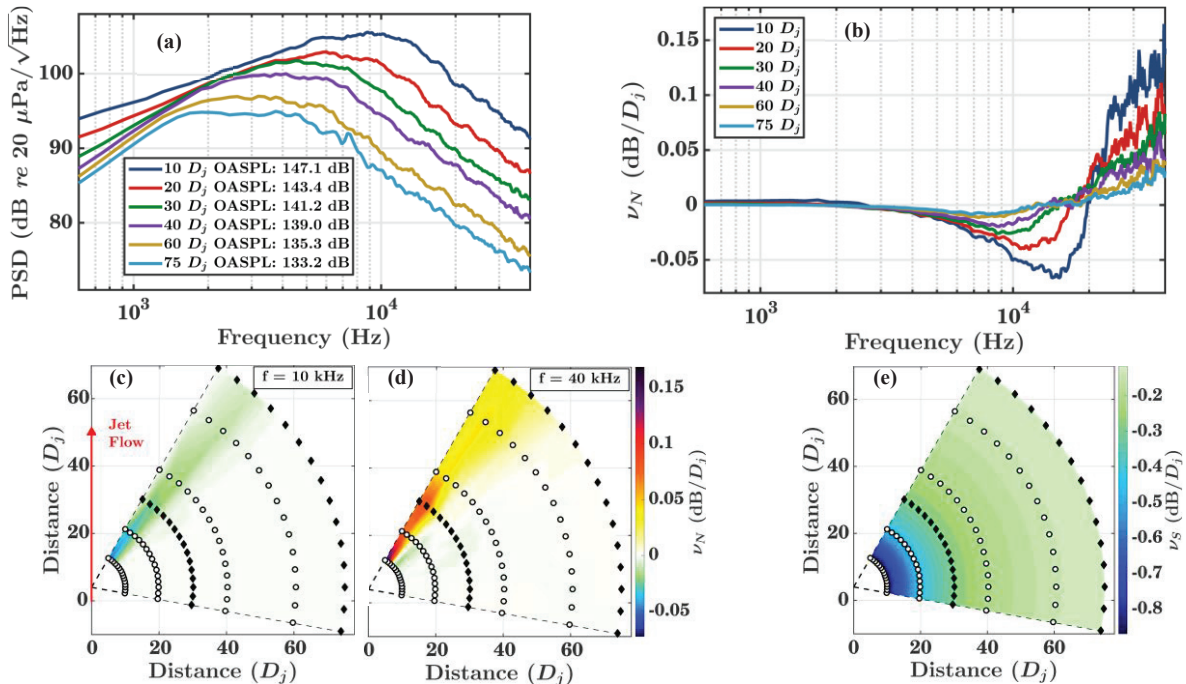 (a)
PSD (dB re 20 μPa/√Hz)
100
90
80
10 Dj OASPL: 147.1 dB
20 Dj OASPL: 143.4 dB
30 Dj OASPL: 141.2 dB
40 Dj OASPL: 139.0 dB
60 Dj OASPL: 135.3 dB
75 Dj OASPL: 133.2 dB
10³
10⁴
Frequency (Hz)
(b)
νN (dB/Dj)
0.15
0.1
0.05
0
-0.05
10 Dj
20 Dj
30 Dj
40 Dj
60 Dj
75 Dj
10³
10⁴
Frequency (Hz)
(c)
f = 10 kHz
Jet
Flow
Distance (Dj)
60
40
20
0
0
20
40
60
Distance (Dj)
(d)
f = 40 kHz
60
40
20
0
0
20
40
60
Distance (Dj)
0.15
0.1
0.05
0
-0.05
νN (dB/Dj)
(e)
Distance (Dj)
60
40
20
0
0
20
40
60
Distance (Dj)
-0.2
-0.3
-0.4
-0.5
-0.6
-0.7
-0.8
νS (dB/Dj)